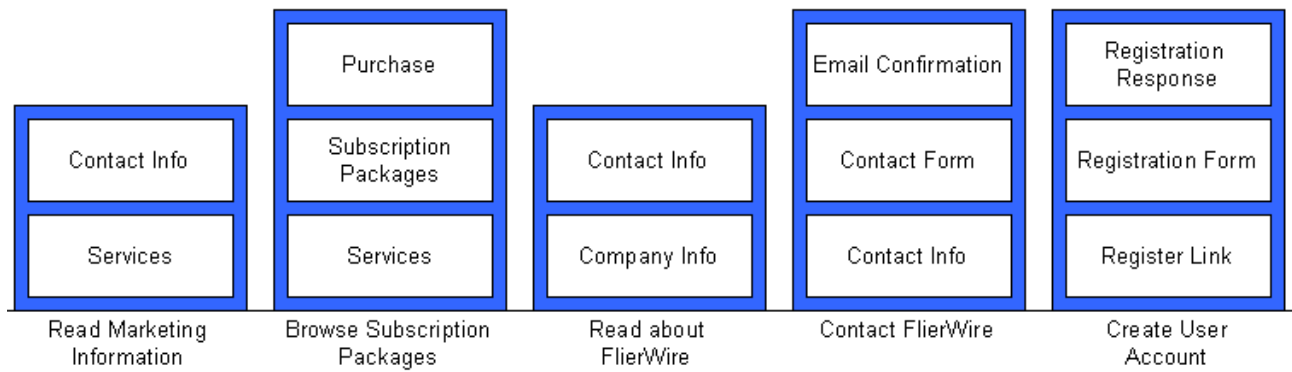 Contact Info
Services
Read Marketing
Information
Purchase
Subscription
Packages
Services
Browse Subscription
Packages
Contact Info
Company Info
Read about
FlierWire
Email Confirmation
Contact Form
Contact Info
Contact FlierWire
Registration
Response
Registration Form
Register Link
Create User
Account